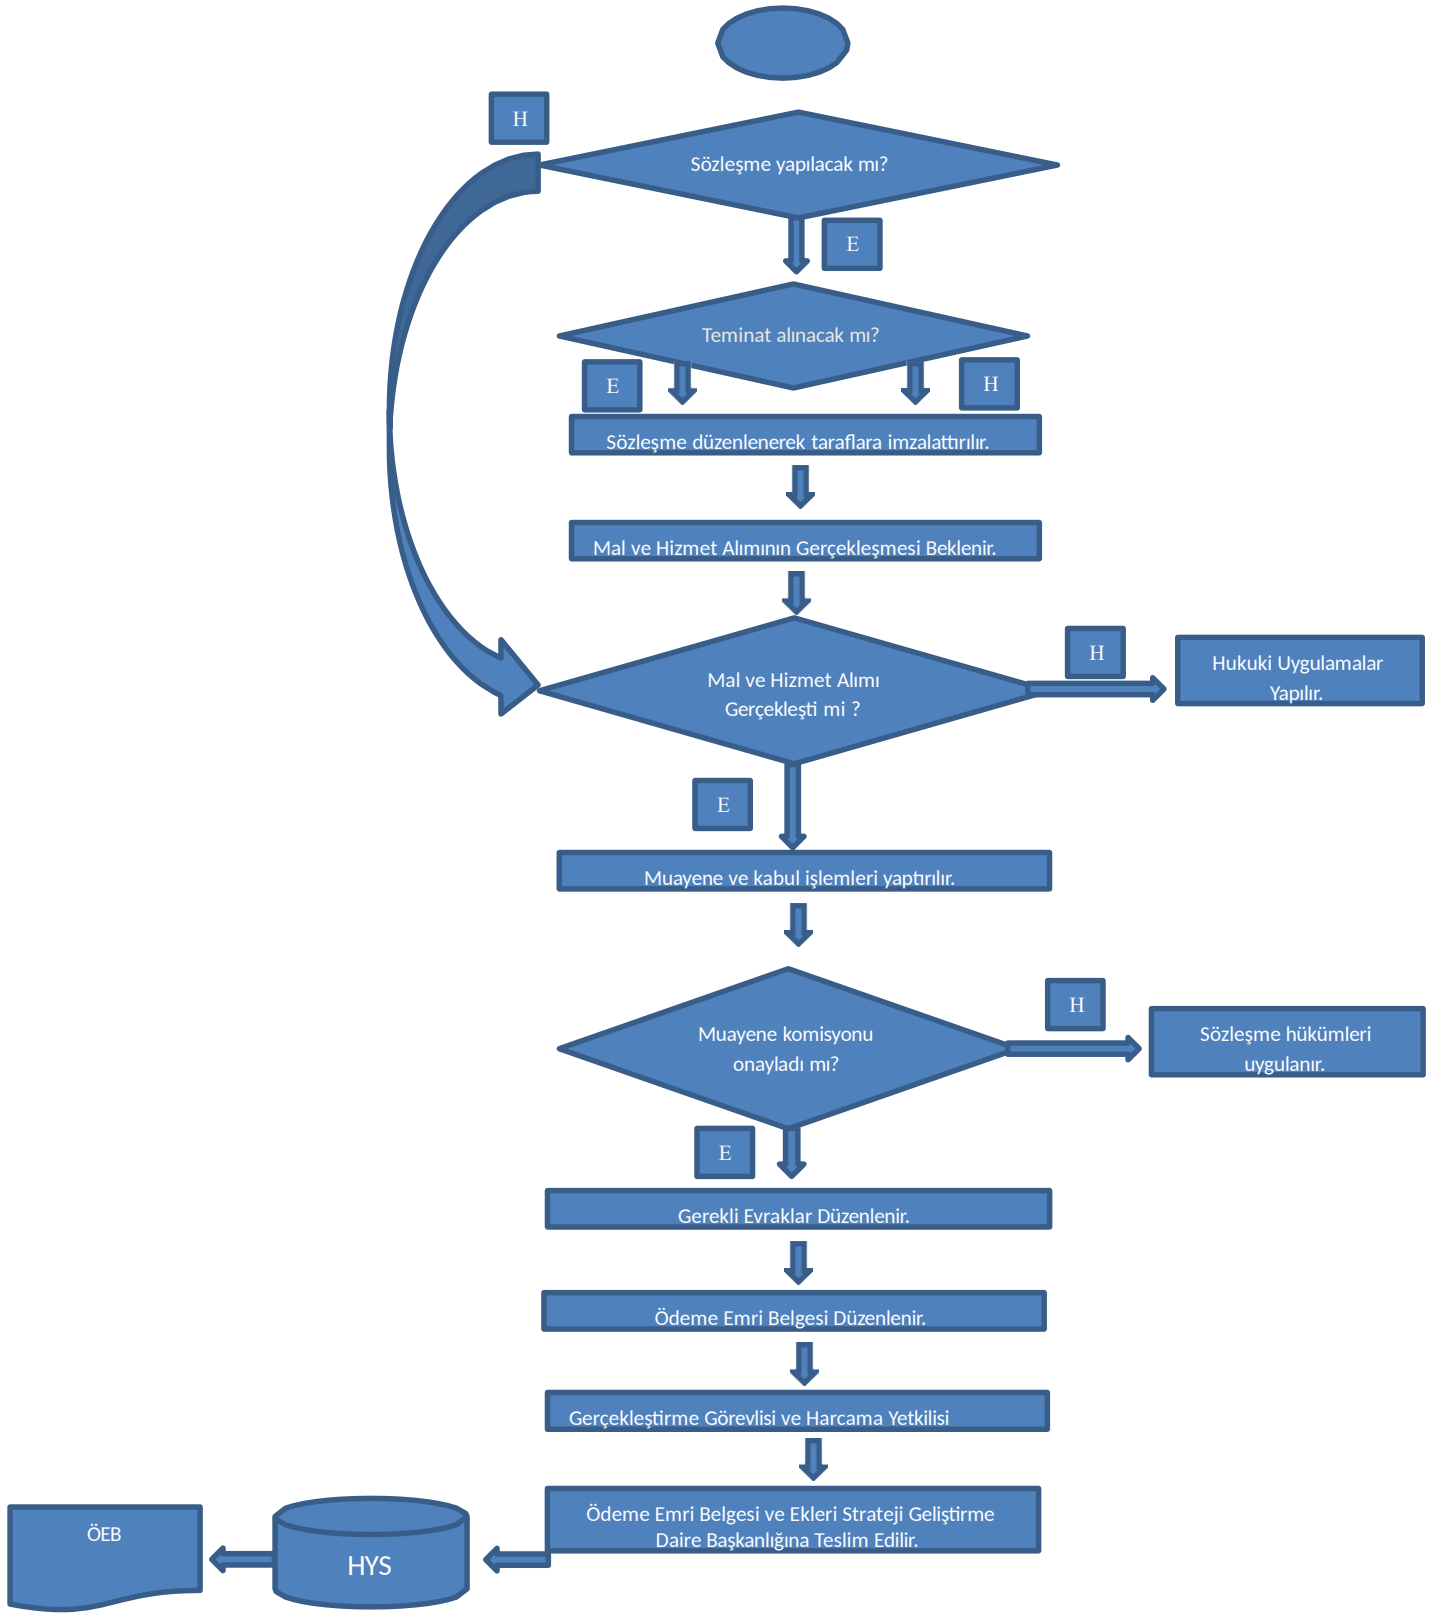 H
Sözleşme yapılacak mı?
E
Teminat alınacak mı?
E
H
Sözleşme düzenlenerek taraflara imzalattırılır.
Mal ve Hizmet Alımının Gerçekleşmesi Beklenir.
H
Hukuki Uygulamalar
Yapılır.
Mal ve Hizmet Alımı
Gerçekleşti mi ?
E
Muayene ve kabul işlemleri yaptırılır.
H
Muayene komisyonu
onayladı mı?
Sözleşme hükümleri
uygulanır.
E
Gerekli Evraklar Düzenlenir.
Ödeme Emri Belgesi Düzenlenir.
Gerçekleştirme Görevlisi ve Harcama Yetkilisi
Ödeme Emri Belgesi ve Ekleri Strateji Geliştirme
Daire Başkanlığına Teslim Edilir.
HYS
ÖEB